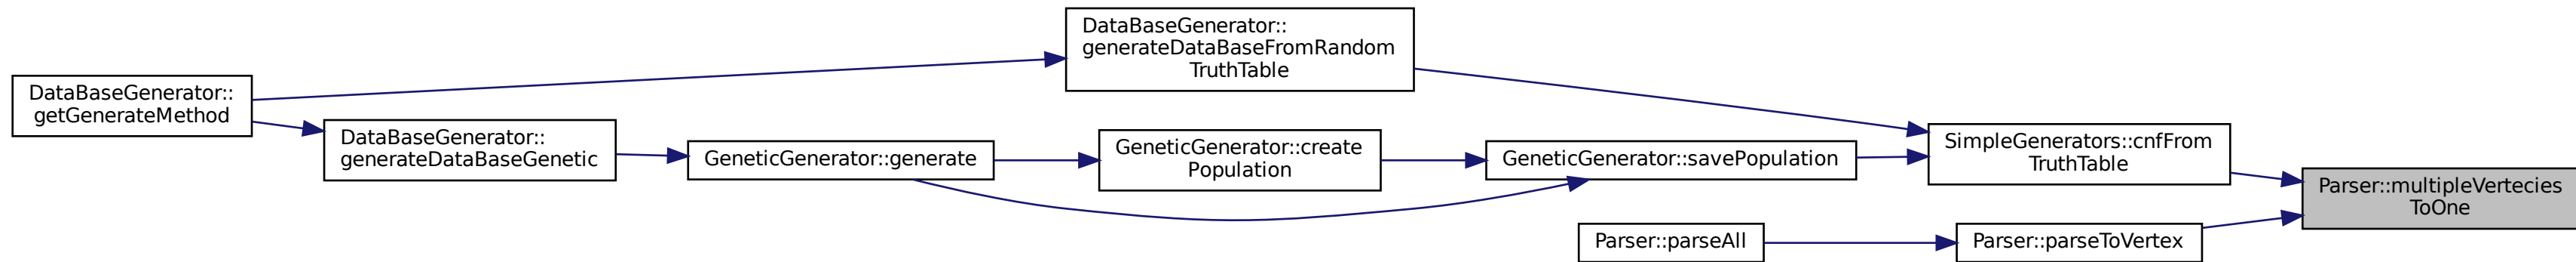 DataBaseGenerator::
getGenerateMethod
DataBaseGenerator::
generateDataBaseGenetic
GeneticGenerator::generate
DataBaseGenerator::
generateDataBaseFromRandom
TruthTable
GeneticGenerator::create
Population
GeneticGenerator::savePopulation
Parser::parseAll
SimpleGenerators::cnfFrom
TruthTable
Parser::parseToVertex
Parser::multipleVertecies
ToOne